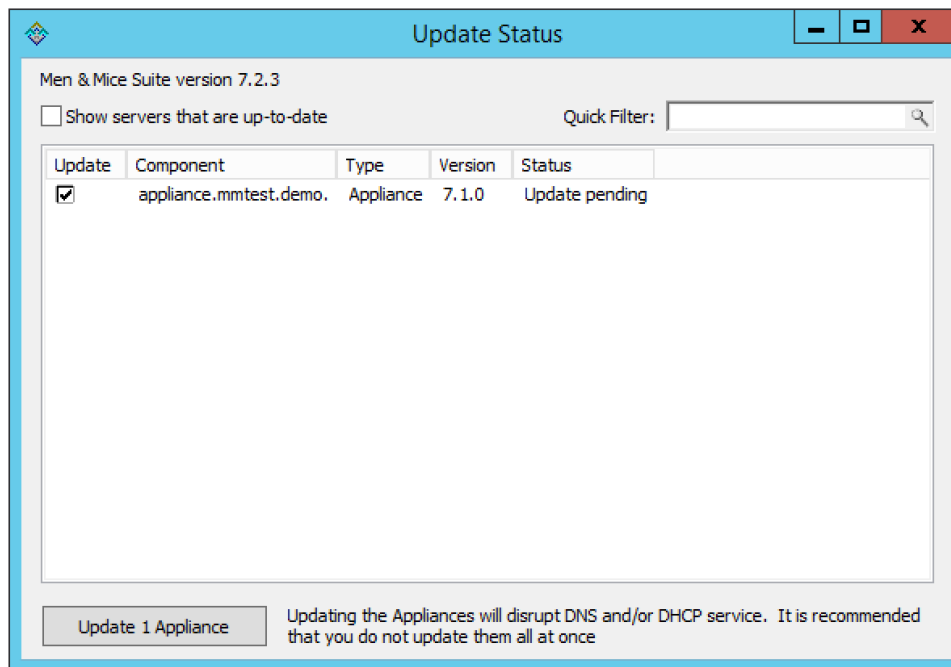 Update Status
Men & Mice Suite version 7.2.3
Show servers that are up-to-date Quick Filter:
Update Component Type Version Status
appliance.mmtest.demo. Appliance 7.1.0 Update pending
Update 1 Appliance
Updating the Appliances will disrupt DNS and/or DHCP service. It is recommended
that you do not update them all at once